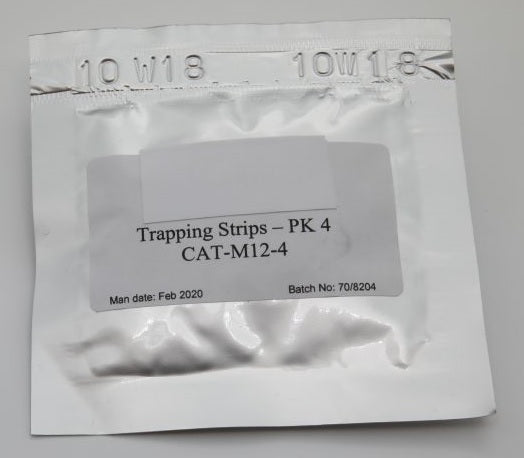 10 W18 10W18
Trapping Strips – PK 4
CAT-M12-4
Man date: Feb 2020 Batch No: 70/8204